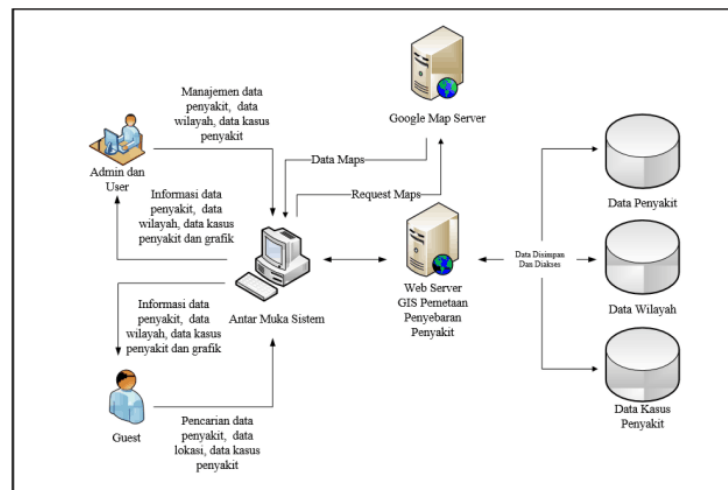 Manajemen data
penyakit, data
wilayah, data kasus
penyakit
Google Map Server
Admin dan
User
Data Maps
Request Maps
Informasi data
penyakit, data
wilayah, data kasus
penyakit dan grafik
Data Penyakit
Antar Muka Sistem
Web Server
GIS Pemetaan
Penyebaran
Penyakit
Data Disimpan
Dan Diakses
Data Wilayah
Informasi data
penyakit, data
wilayah, data kasus
penyakit dan grafik
Guest
Pencarian data
penyakit, data
lokasi, data kasus
penyakit
Data Kasus
Penyakit